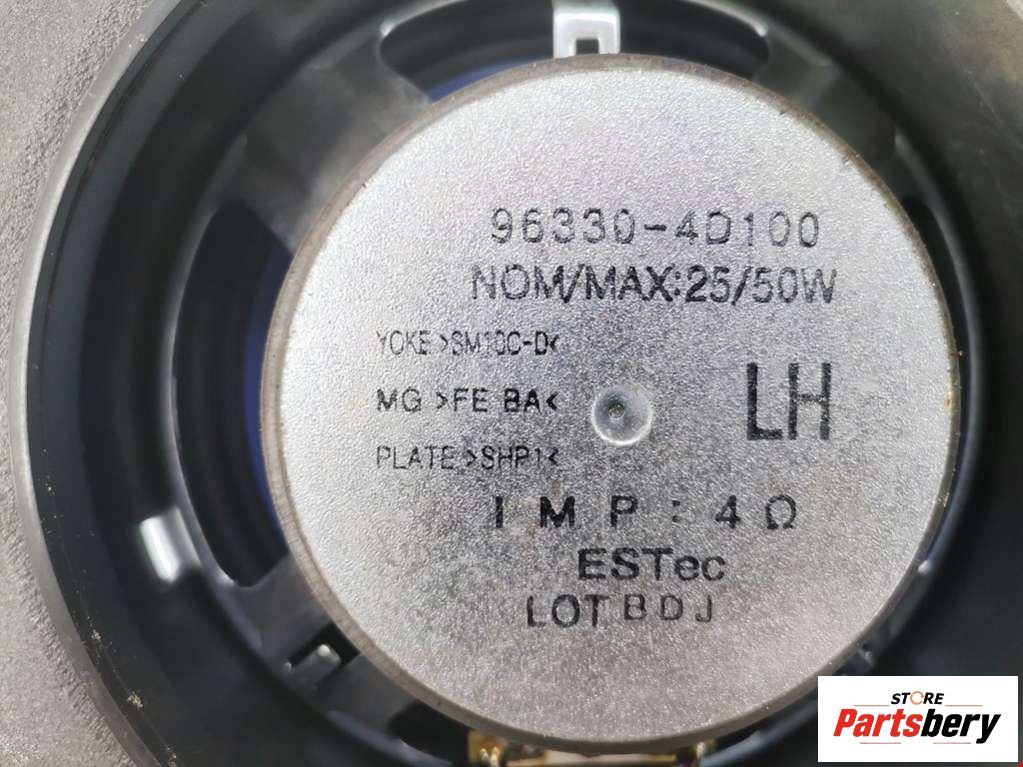 96330-4D100
NOM/MAX:25/50W
YOKE >SM10C-D<
MG >FE BA<
PLATE >SHP1<
LH
IMP:4Ω
ESTec
LOT BDJ
STORE
Partsbery